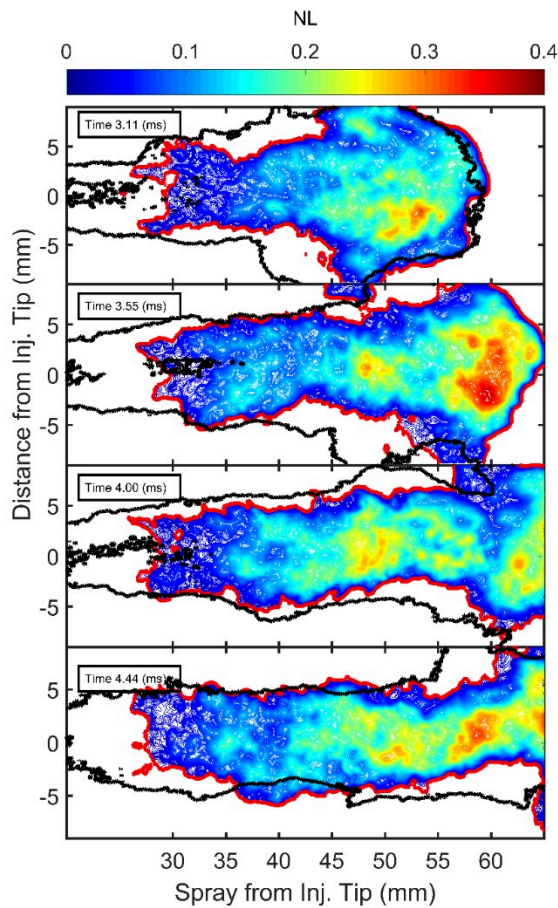 NL
0 0.1 0.2 0.3 0.4
Time 3.11 (ms)
5
0
-5
Time 3.55 (ms)
5
0
-5
Time 4.00 (ms)
5
0
-5
Time 4.44 (ms)
5
0
-5
Distance from Inj. Tip (mm)
30 35 40 45 50 55 60
Spray from Inj. Tip (mm)